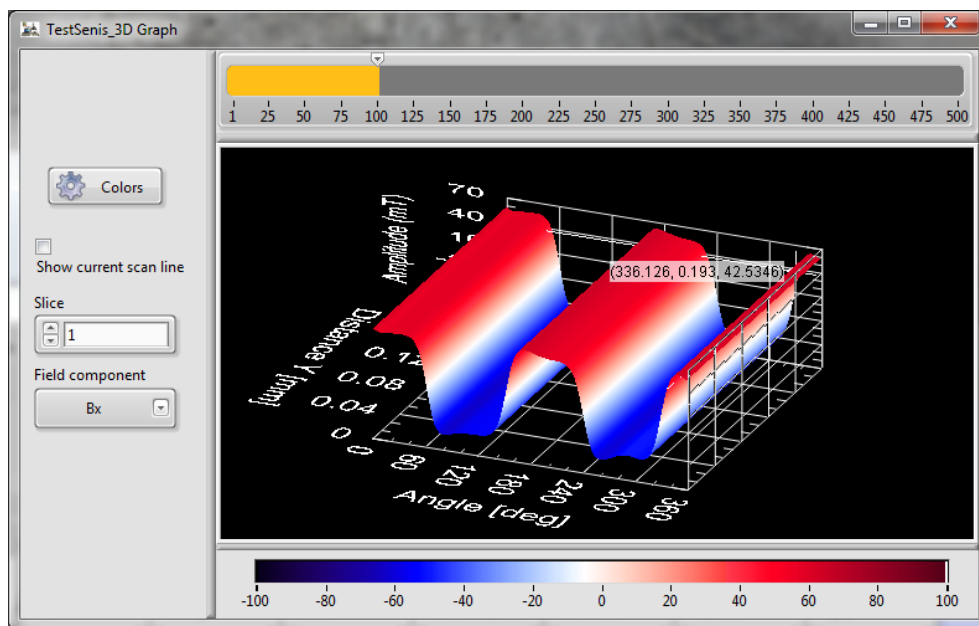 TestSenis_3D Graph
1 25 50 75 100 125 150 175 200 225 250 275 300 325 350 375 400 425 450 475 500
Colors
Show current scan line
Slice
1
Field component
Bx
70
40
Amplitude [mT]
(336.126, 0.193, 42.5346)
Distance Y [mm]
0.12
0.08
0.04
0
0 60 120 180 240 300 360
Angle [deg]
-100 -80 -60 -40 -20 0 20 40 60 80 100